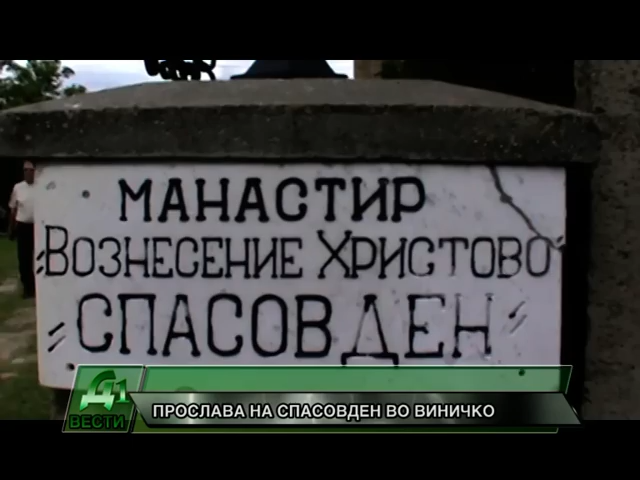 МАНАСТИР
"ВОЗНЕСЕНИЕ ХРИСТОВО
"СПАСОВДЕН"
Д1
ВЕСТИ
ПРОСЛАВА НА СПАСОВДЕН ВО ВИНИЧКО